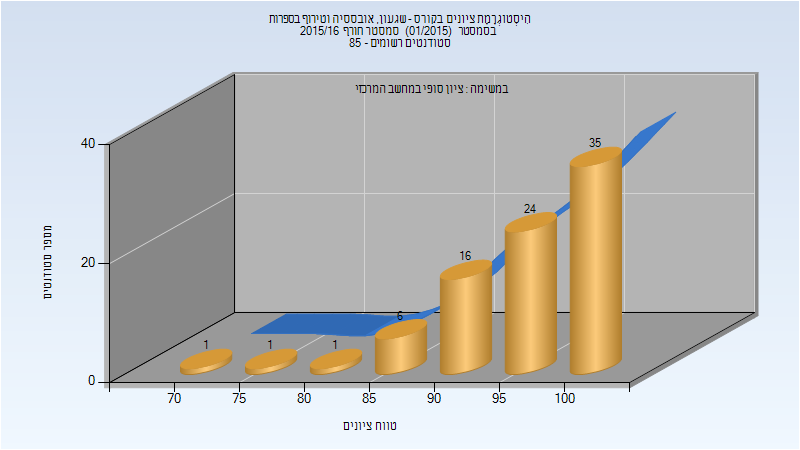 היסטוגרמת ציונים בקורס - שגעון, אובססיה וטירוף בספרות
בסמסטר (01/2015) סמסטר חורף 2015/16
סטודנטים רשומים - 85
במשימה : ציון סופי במחשב המרכזי
מספר סטודנטים
40
20
0
1
1
1
6
16
24
35
70
75
80
85
90
95
100
טווח ציונים